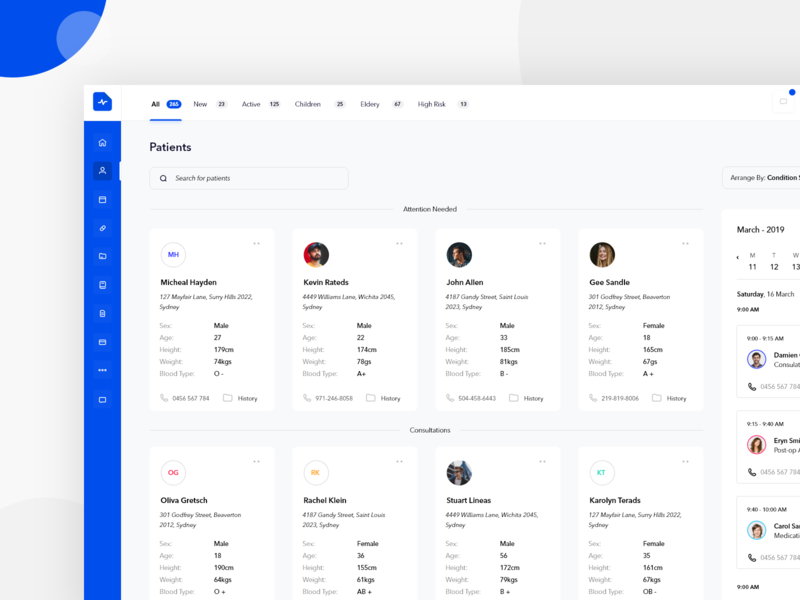 All 265 New 23 Active 125 Children 25 Eldery 67 High Risk 13
Patients
Search for patients
Arrange By: Condition
Attention Needed
MH
Micheal Hayden
127 Mayfair Lane, Surry Hills 2022,
Sydney
Sex: Male
Age: 27
Height: 179cm
Weight: 74kgs
Blood Type: O -
0456 567 784 History
Kevin Rateds
4449 Williams Lane, Wichita 2045,
Sydney
Sex: Male
Age: 22
Height: 174cm
Weight: 78gs
Blood Type: A+
971-246-8058 History
John Allen
4187 Gandy Street, Saint Louis
2023, Sydney
Sex: Male
Age: 33
Height: 185cm
Weight: 81kgs
Blood Type: B -
504-458-6443 History
Gee Sandle
301 Godfrey Street, Beaverton
2012, Sydney
Sex: Female
Age: 18
Height: 165cm
Weight: 67gs
Blood Type: A +
219-819-8006 History
Consultations
OG
Oliva Gretsch
301 Godfrey Street, Beaverton
2012, Sydney
Sex: Male
Age: 18
Height: 190cm
Weight: 64kgs
Blood Type: O +
RK
Rachel Klein
4187 Gandy Street, Saint Louis
2023, Sydney
Sex: Female
Age: 36
Height: 155cm
Weight: 61kgs
Blood Type: AB +
Stuart Lineas
4449 Williams Lane, Wichita 2045,
Sydney
Sex: Male
Age: 56
Height: 172cm
Weight: 79kgs
Blood Type: B +
KT
Karolyn Terads
127 Mayfair Lane, Surry Hills 2022,
Sydney
Sex: Female
Age: 35
Height: 161cm
Weight: 67kgs
Blood Type: OB -
March - 2019
M T W
11 12 13
Saturday, 16 March
9:00 AM
9:00 - 9:15 AM
Damien
Consulat
0456 567 784
9:15 - 9:40 AM
Eryn Sm
Post-op
0456 567 784
9:40 - 10:00 AM
Carol Sa
Medicati
0456 567 784
9:00 AM